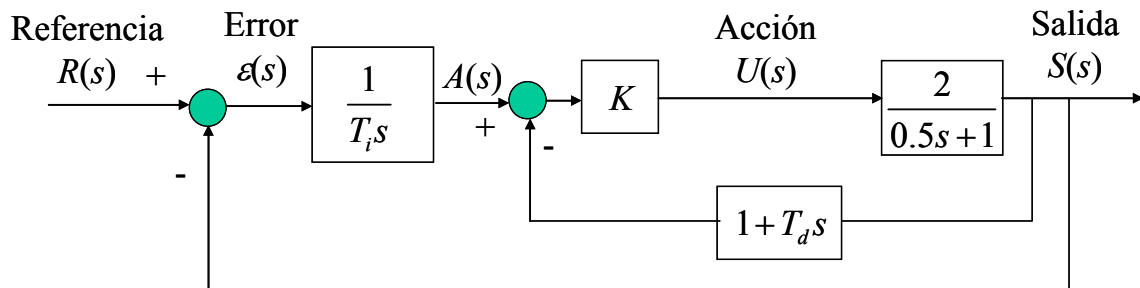 Referencia
R(s) +
-
Error
ε(s)
1
T_i s
A(s)
+
-
K
Acción
U(s)
2
0.5s+1
Salida
S(s)
1+T_d s